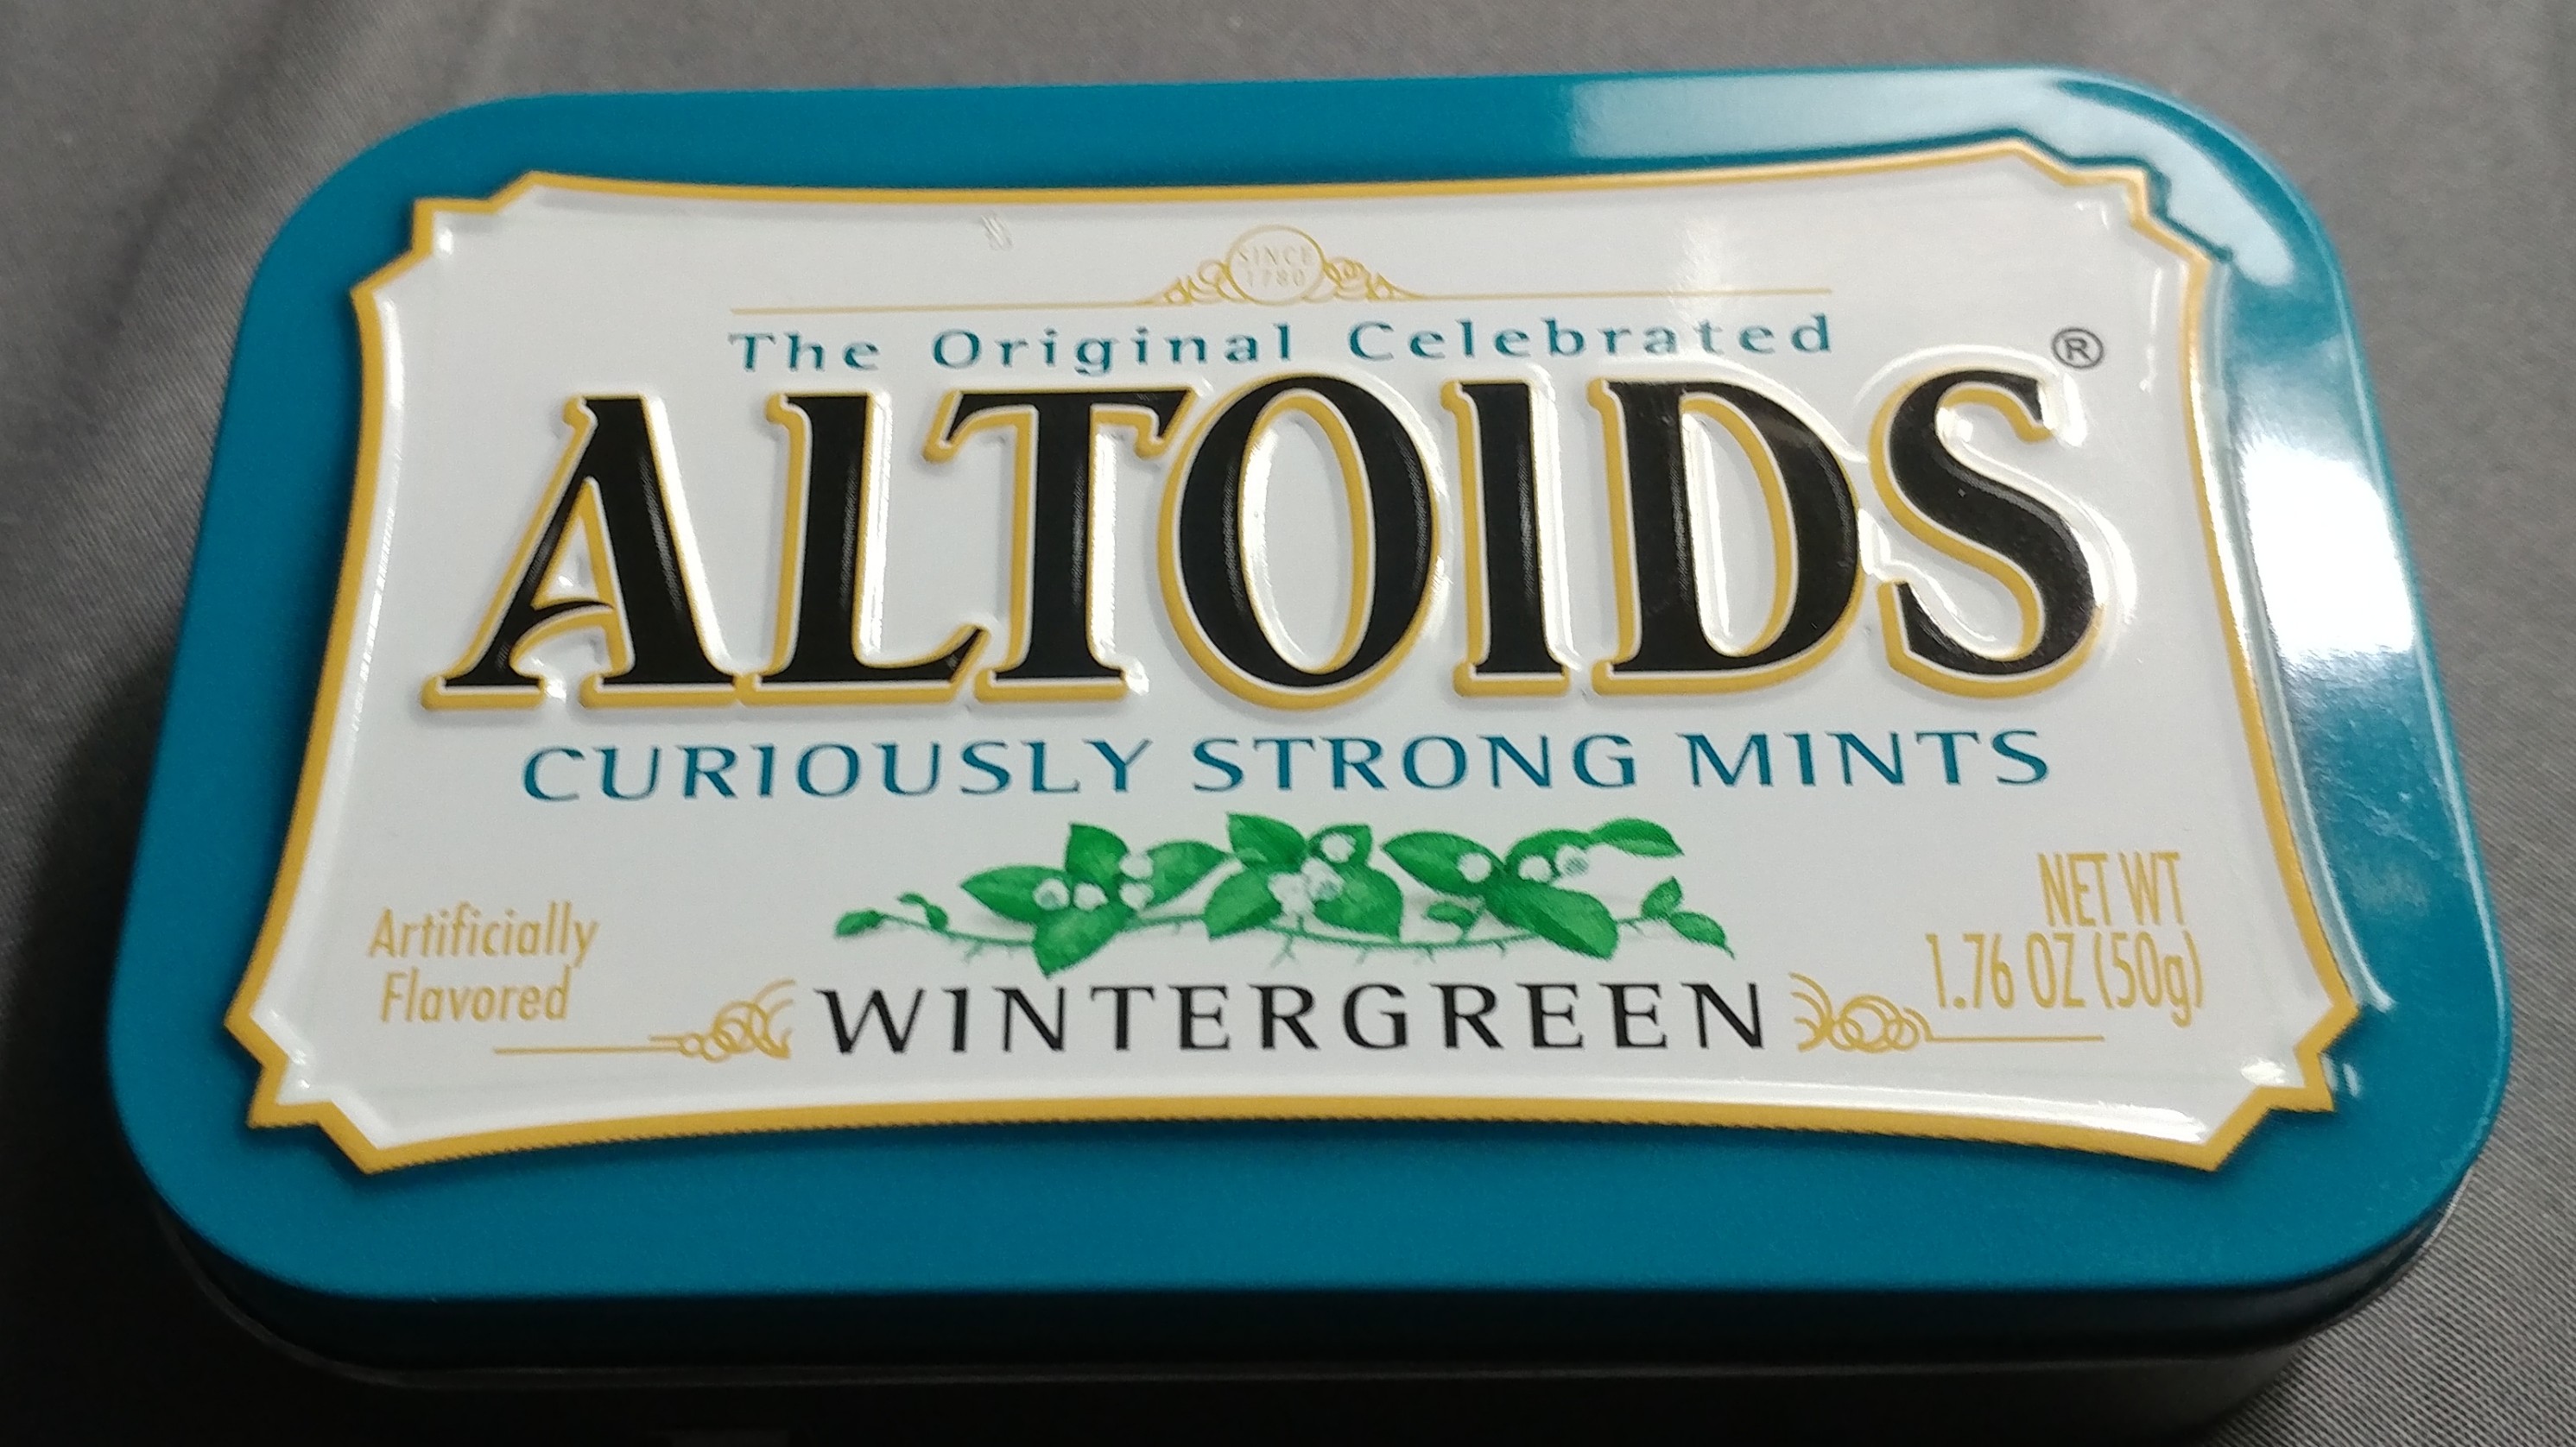 SINCE
1780
The Original Celebrated
ALTOIDS®
CURIOUSLY STRONG MINTS
Artificially
Flavored
WINTERGREEN
NET WT
1.76 OZ (50g)